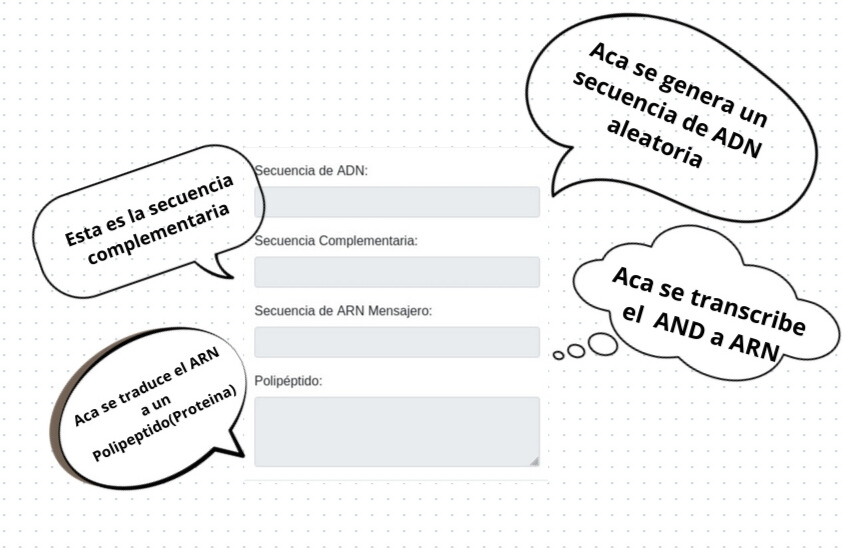 Aca se genera un
secuencia de ADN
aleatoria
Secuencia de ADN:
Esta es la secuencia
complementaria
Secuencia Complementaria:
Aca se transcribe
el AND a ARN
Secuencia de ARN Mensajero:
Aca se traduce el ARN
a un
Polipeptido(Proteina)
Polipéptido: